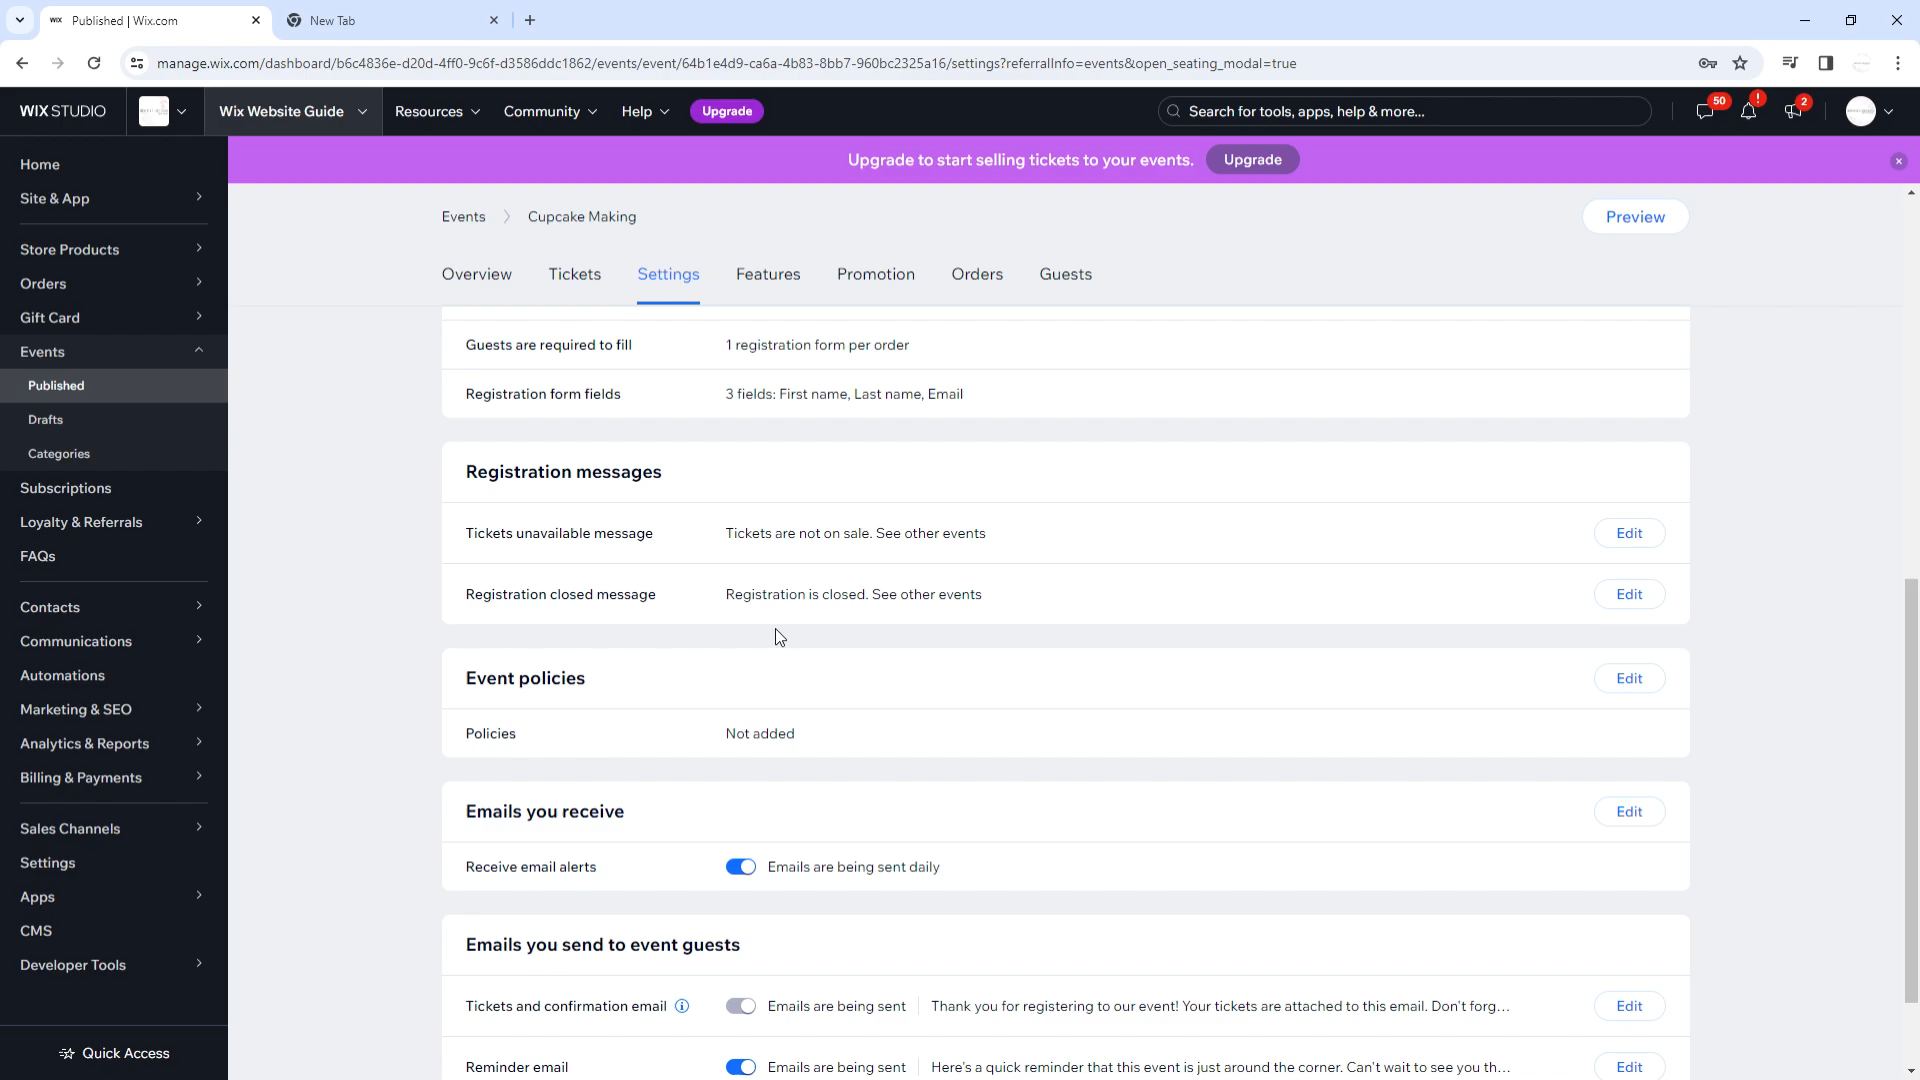 Published | Wix.com
New Tab
manage.wix.com/dashboard/b6c4836e-d20d-4ff0-9c6f-d3586ddc1862/events/event/64b1e4d9-ca6a-4b83-8bb7-960bc2325a16/settings?referralInfo=events&open_seating_modal=true
WIX STUDIO
Wix Website Guide
Resources
Community
Help
Upgrade
Search for tools, apps, help & more...
50
!
2
Upgrade to start selling tickets to your events. Upgrade
Home
Site & App
Store Products
Orders
Gift Card
Events
Published
Drafts
Categories
Subscriptions
Loyalty & Referrals
FAQs
Contacts
Communications
Automations
Marketing & SEO
Analytics & Reports
Billing & Payments
Sales Channels
Settings
Apps
CMS
Developer Tools
Quick Access
Events Cupcake Making
Preview
Overview Tickets Settings Features Promotion Orders Guests
Guests are required to fill 1 registration form per order
Registration form fields 3 fields: First name, Last name, Email
Registration messages
Tickets unavailable message Tickets are not on sale. See other events Edit
Registration closed message Registration is closed. See other events Edit
Event policies Edit
Policies Not added
Emails you receive Edit
Receive email alerts Emails are being sent daily
Emails you send to event guests
Tickets and confirmation email Emails are being sent Thank you for registering to our event! Your tickets are attached to this email. Don't forg... Edit
Reminder email Emails are being sent Here's a quick reminder that this event is just around the corner. Can't wait to see you th... Edit